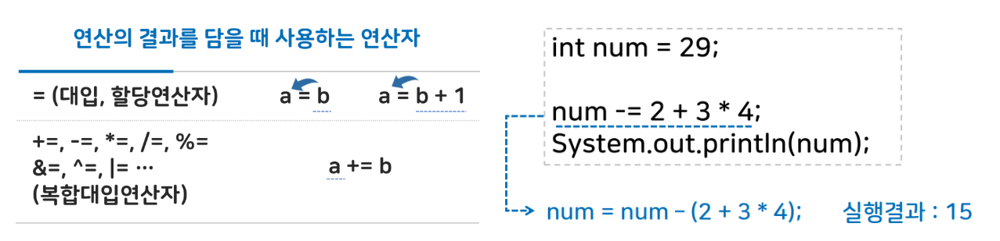 연산의 결과를 담을 때 사용하는 연산자
= (대입, 할당연산자)
a = b
a = b + 1
+=, -=, *=, /=, %=
&=, ^=, |= ···
(복합대입연산자)
a += b
int num = 29;
num -= 2 + 3 * 4;
System.out.println(num);
num = num – (2 + 3 * 4);
실행결과 : 15